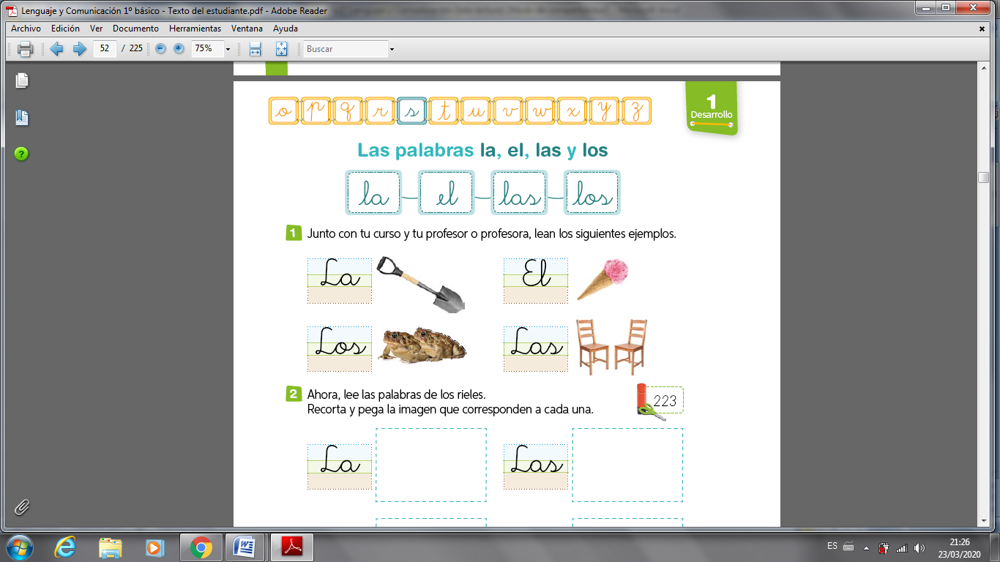 Lenguaje y Comunicación 1º básico - Texto del estudiante.pdf - Adobe Reader
Archivo Edición Ver Documento Herramientas Ventana Ayuda
52 / 225 75% Buscar
o p q r s t u v w x y z
1
Desarrollo
Las palabras la, el, las y los
la el las los
1 Junto con tu curso y tu profesor o profesora, lean los siguientes ejemplos.
La El
Los Las
2 Ahora, lee las palabras de los rieles.
Recorta y pega la imagen que corresponden a cada una.
223
La Las
ES 21:26
23/03/2020